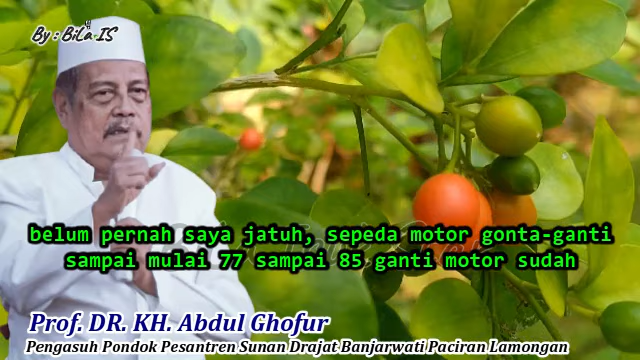 By : BiLa IS
belum pernah saya jatuh, sepeda motor gonta-ganti
sampai mulai 77 sampai 85 ganti motor sudah
Prof. DR. KH. Abdul Ghofur
Pengasuh Pondok Pesantren Sunan Drajat Banjarwati Paciran Lamongan